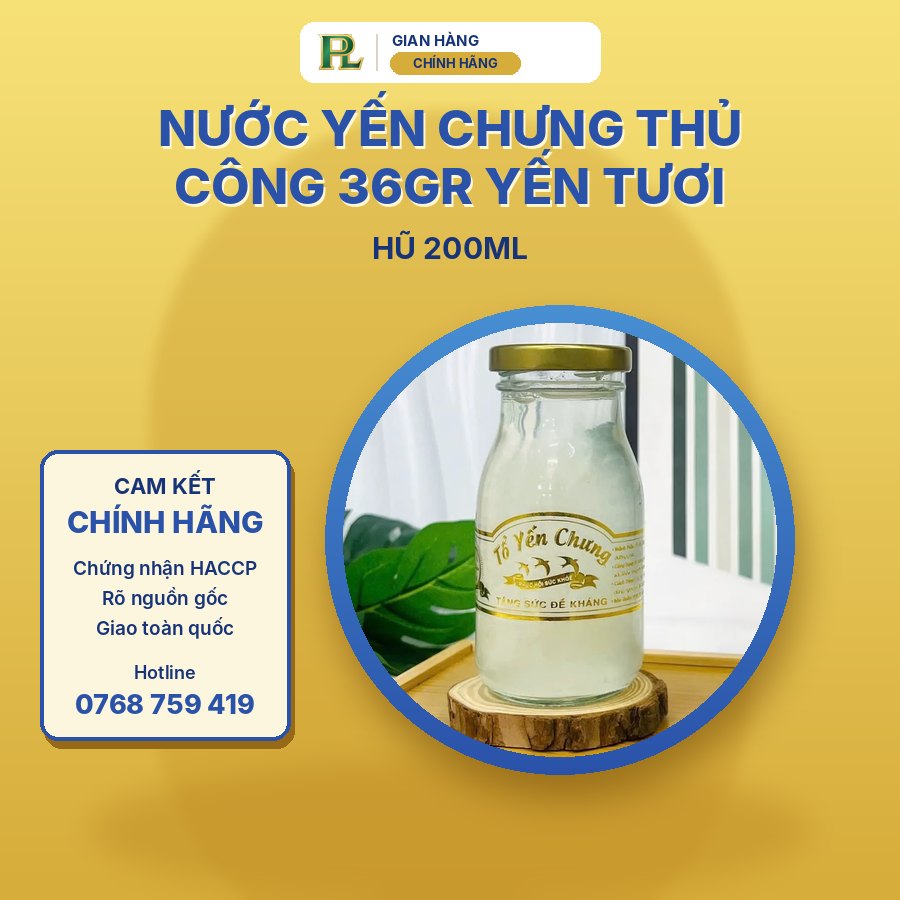 PL
GIAN HÀNG
CHÍNH HÃNG
NƯỚC YẾN CHƯNG THỦ
CÔNG 36GR YẾN TƯƠI
HŨ 200ML
CAM KẾT
CHÍNH HÃNG
Chứng nhận HACCP
Rõ nguồn gốc
Giao toàn quốc
Hotline
0768 759 419
Tổ Yến Chưng
TĂNG SỨC ĐỀ KHÁNG